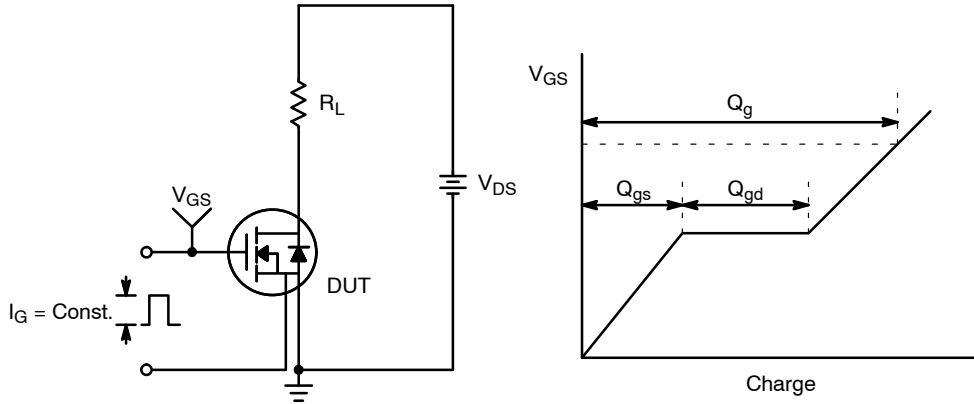 R_L
V_GS
V_DS
DUT
I_G = Const.
V_GS
Q_g
Q_gs
Q_gd
Charge